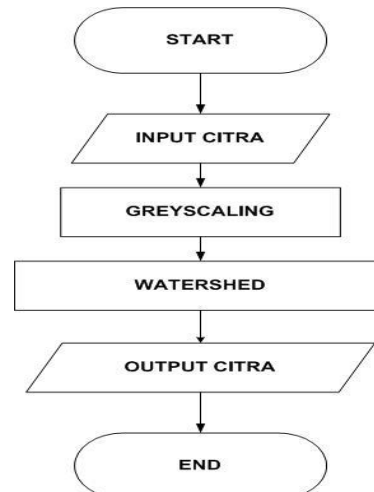 START
INPUT CITRA
GREYSCALING
WATERSHED
OUTPUT CITRA
END